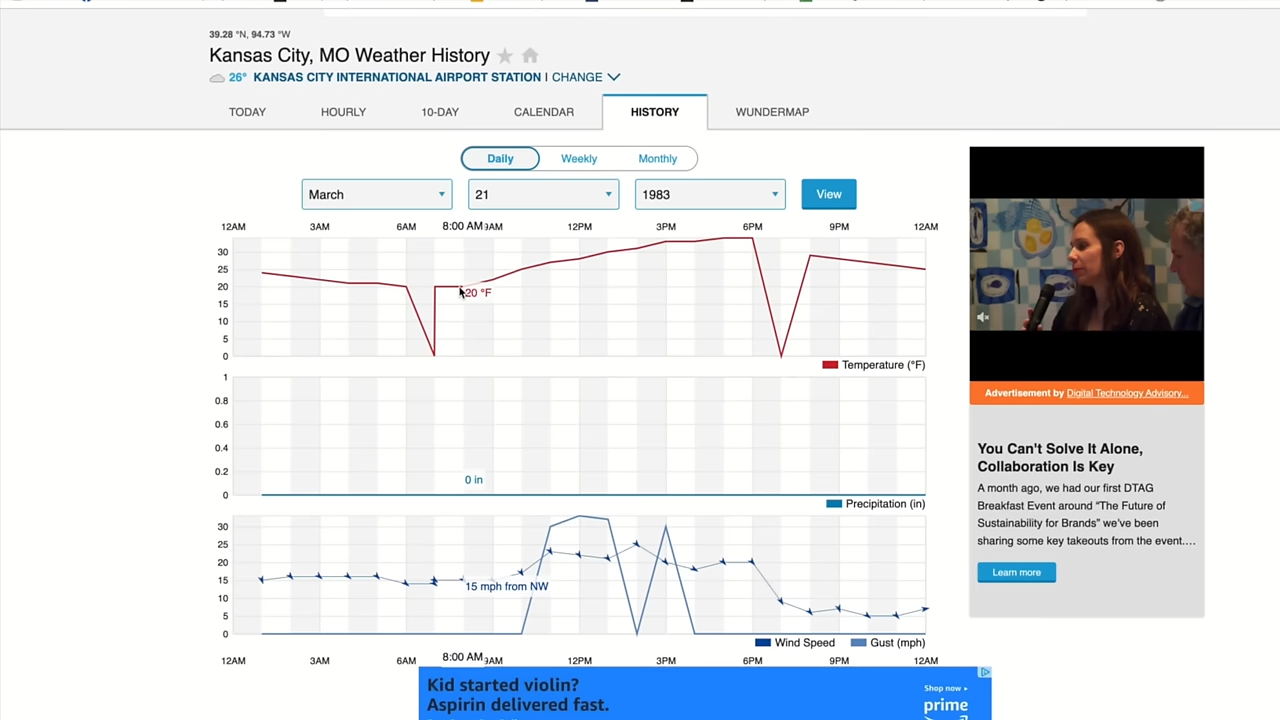 39.28 °N, 94.73 °W
Kansas City, MO Weather History
26° KANSAS CITY INTERNATIONAL AIRPORT STATION | CHANGE
TODAY HOURLY 10-DAY CALENDAR HISTORY WUNDERMAP
Daily Weekly Monthly
March 21 1983 View
12AM 3AM 6AM 8:00 AM 9AM 12PM 3PM 6PM 9PM 12AM
30
25
20
15
10
5
0
20 °F
Temperature (°F)
1
0.8
0.6
0.4
0.2
0
0 in
Precipitation (in)
30
25
20
15
10
5
0
15 mph from NW
Wind Speed Gust (mph)
12AM 3AM 6AM 8:00 AM 9AM 12PM 3PM 6PM 9PM 12AM
Advertisement by Digital Technology Advisory...
You Can't Solve It Alone,
Collaboration Is Key
A month ago, we had our first DTAG
Breakfast Event around "The Future of
Sustainability for Brands" we've been
sharing some key takeouts from the event....
Learn more
Kid started violin?
Aspirin delivered fast.
Shop now
prime